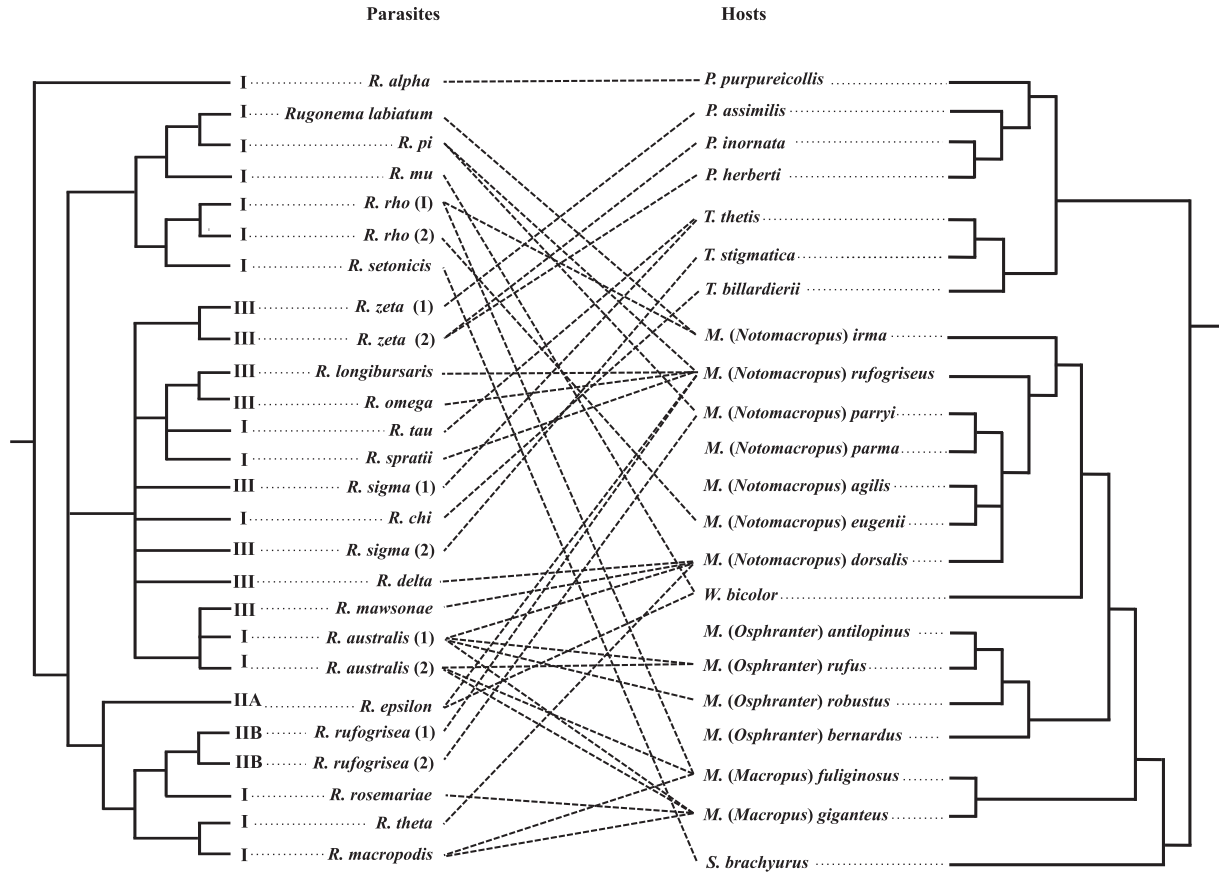 Parasites
Hosts
I R. alpha
I Rugonema labiatum
I R. pi
I R. mu
I R. rho (I)
I R. rho (2)
I R. setonicis
III R. zeta (1)
III R. zeta (2)
III R. longibursaris
III R. omega
I R. tau
I R. spratii
III R. sigma (1)
I R. chi
III R. sigma (2)
III R. delta
III R. mawsonae
I R. australis (1)
I R. australis (2)
IIA R. epsilon
IIB R. rufogrisea (1)
IIB R. rufogrisea (2)
I R. rosemariae
I R. theta
I R. macropodis
P. purpureicollis
P. assimilis
P. inornata
P. herberti
T. thetis
T. stigmatica
T. billardierii
M. (Notomacropus) irma
M. (Notomacropus) rufogriseus
M. (Notomacropus) parryi
M. (Notomacropus) parma
M. (Notomacropus) agilis
M. (Notomacropus) eugenii
M. (Notomacropus) dorsalis
W. bicolor
M. (Osphranter) antilopinus
M. (Osphranter) rufus
M. (Osphranter) robustus
M. (Osphranter) bernardus
M. (Macropus) fuliginosus
M. (Macropus) giganteus
S. brachyurus